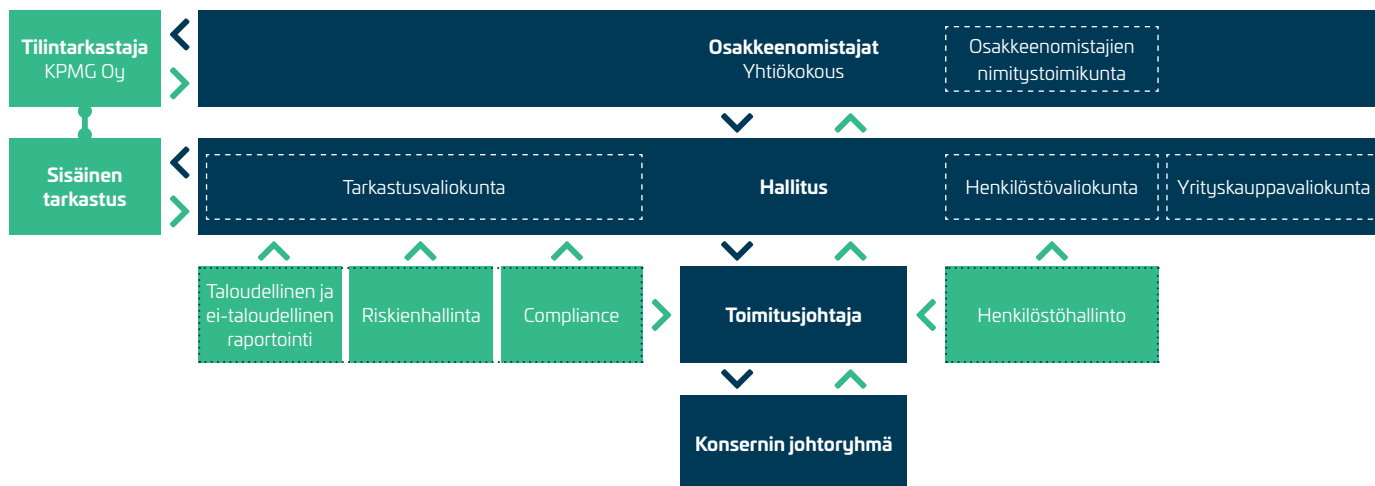 Tilintarkastaja
KPMG Oy
Osakkeenomistajat
Yhtiökokous
Osakkeenomistajien
nimitystoimikunta
Sisäinen
tarkastus
Tarkastusvaliokunta
Hallitus
Henkilöstövaliokunta
Yrityskauppavaliokunta
Taloudellinen ja
ei-taloudellinen
raportointi
Riskienhallinta
Compliance
Toimitusjohtaja
Henkilöstöhallinto
Konsernin johtoryhmä